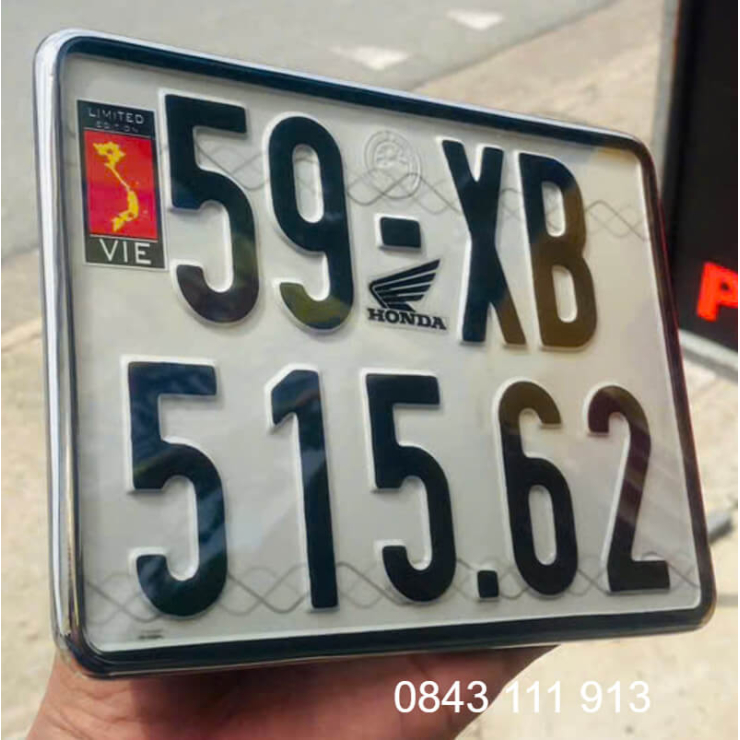 LIMITED
EDITION
VIE
59-XB
HONDA
515.62
P
0843 111 913